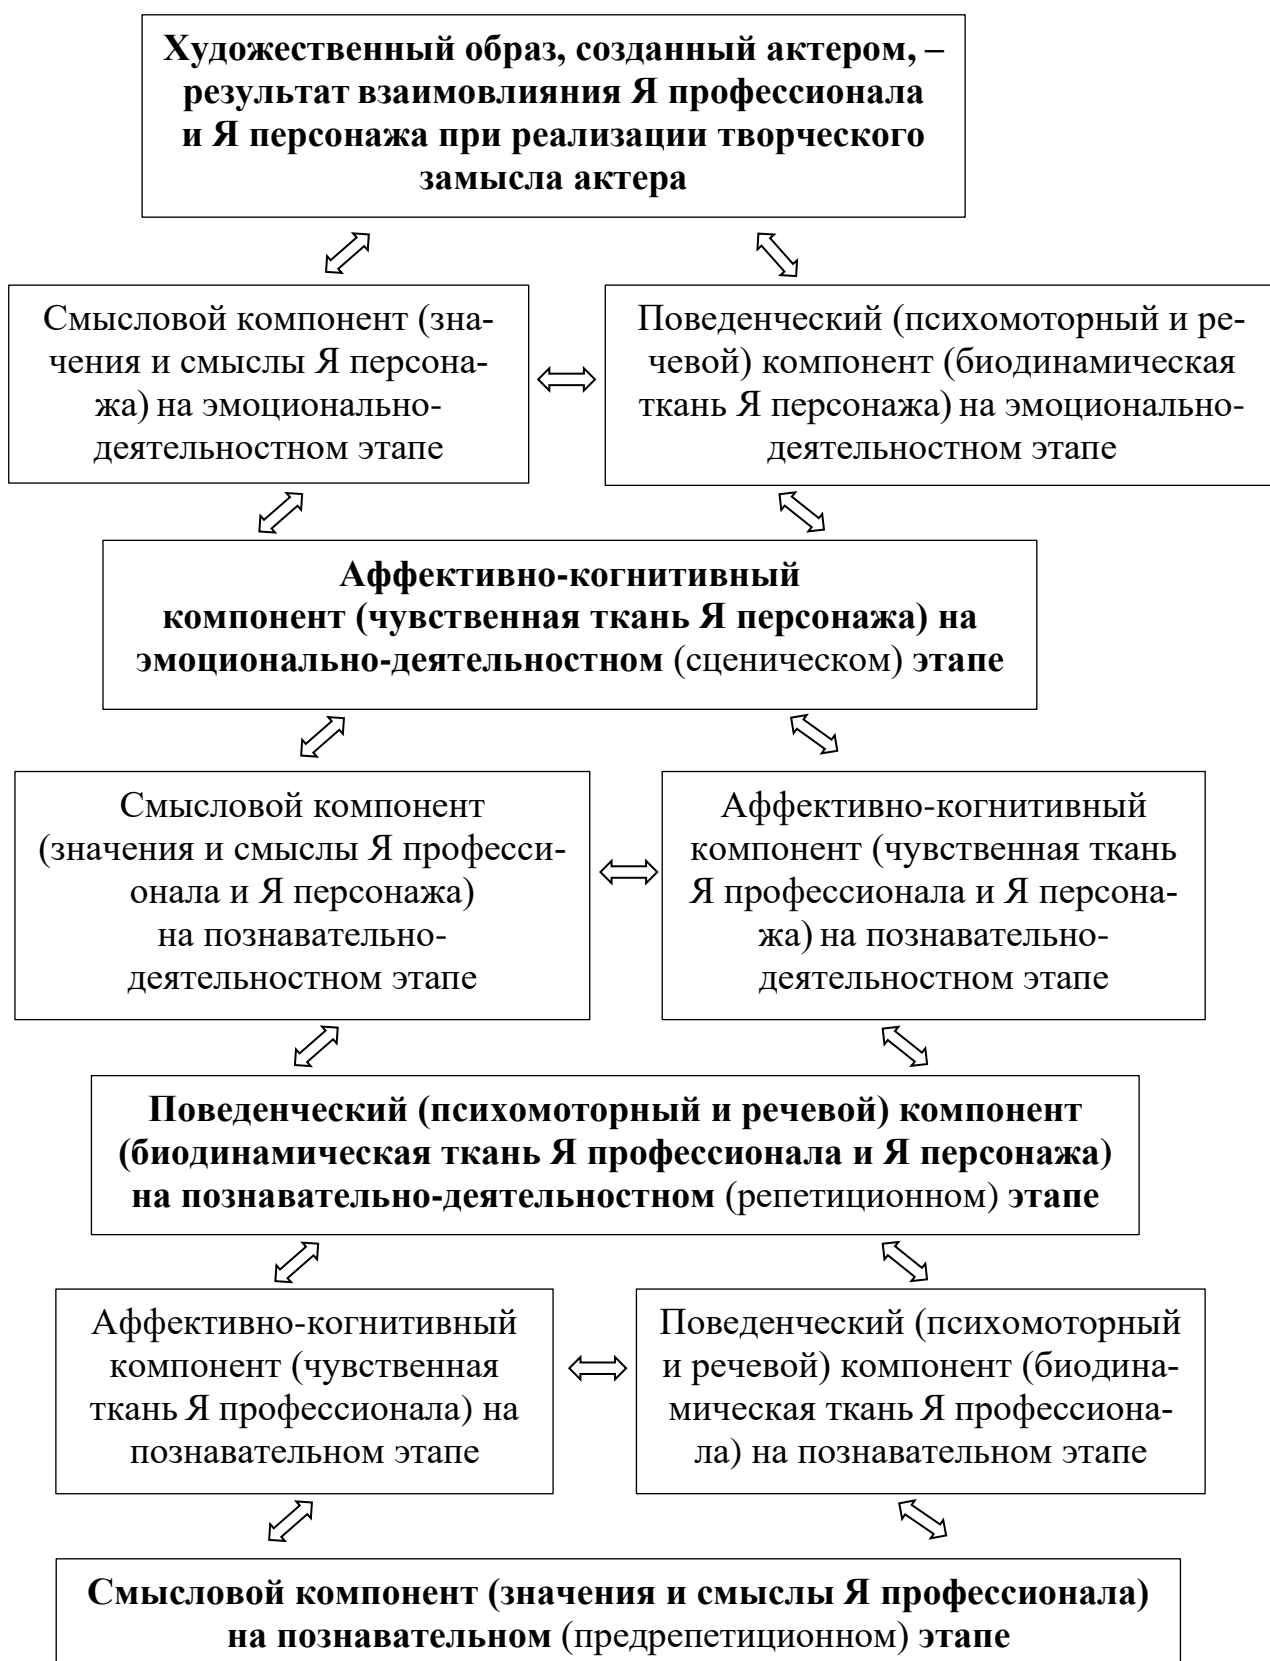 Художественный образ, созданный актером, –
результат взаимовлияния Я профессионала
и Я персонажа при реализации творческого
замысла актера
Смысловой компонент (зна-
чения и смыслы Я персона-
жа) на эмоционально-
деятельностном этапе
Поведенческий (психомоторный и ре-
чевой) компонент (биодинамическая
ткань Я персонажа) на эмоционально-
деятельностном этапе
Аффективно-когнитивный
компонент (чувственная ткань Я персонажа) на
эмоционально-деятельностном (сценическом) этапе
Смысловой компонент
(значения и смыслы Я професси-
онала и Я персонажа)
на познавательно-
деятельностном этапе
Аффективно-когнитивный
компонент (чувственная ткань
Я профессионала и Я персона-
жа) на познавательно-
деятельностном этапе
Поведенческий (психомоторный и речевой) компонент
(биодинамическая ткань Я профессионала и Я персонажа)
на познавательно-деятельностном (репетиционном) этапе
Аффективно-когнитивный
компонент (чувственная
ткань Я профессионала) на
познавательном этапе
Поведенческий (психомоторный
и речевой) компонент (биодина-
мическая ткань Я профессиона-
ла) на познавательном этапе
Смысловой компонент (значения и смыслы Я профессионала)
на познавательном (предрепетиционном) этапе